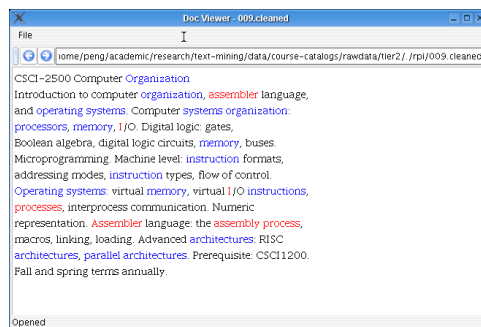 Doc Viewer - 009.cleaned
File
iome/peng/academic/research/text-mining/data/course-catalogs/rawdata/tier2/./rpi/009.cleaned
CSCI-2500 Computer Organization
Introduction to computer organization, assembler language,
and operating systems. Computer systems organization:
processors, memory, I/O. Digital logic: gates,
Boolean algebra, digital logic circuits, memory, buses.
Microprogramming. Machine level: instruction formats,
addressing modes, instruction types, flow of control.
Operating systems: virtual memory, virtual I/O instructions,
processes, interprocess communication. Numeric
representation. Assembler language: the assembly process,
macros, linking, loading. Advanced architectures: RISC
architectures, parallel architectures. Prerequisite: CSCI1200.
Fall and spring terms annually.
Opened